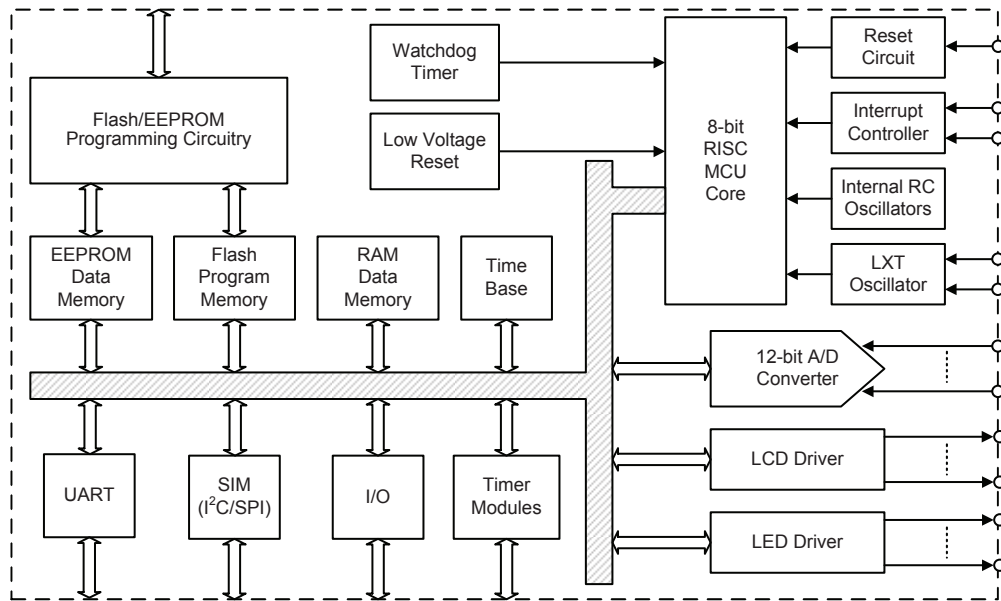 Flash/EEPROM
Programming Circuitry
Watchdog
Timer
Low Voltage
Reset
8-bit
RISC
MCU
Core
Reset
Circuit
Interrupt
Controller
Internal RC
Oscillators
LXT
Oscillator
EEPROM
Data
Memory
Flash
Program
Memory
RAM
Data
Memory
Time
Base
12-bit A/D
Converter
LCD Driver
LED Driver
UART
SIM
(I²C/SPI)
I/O
Timer
Modules